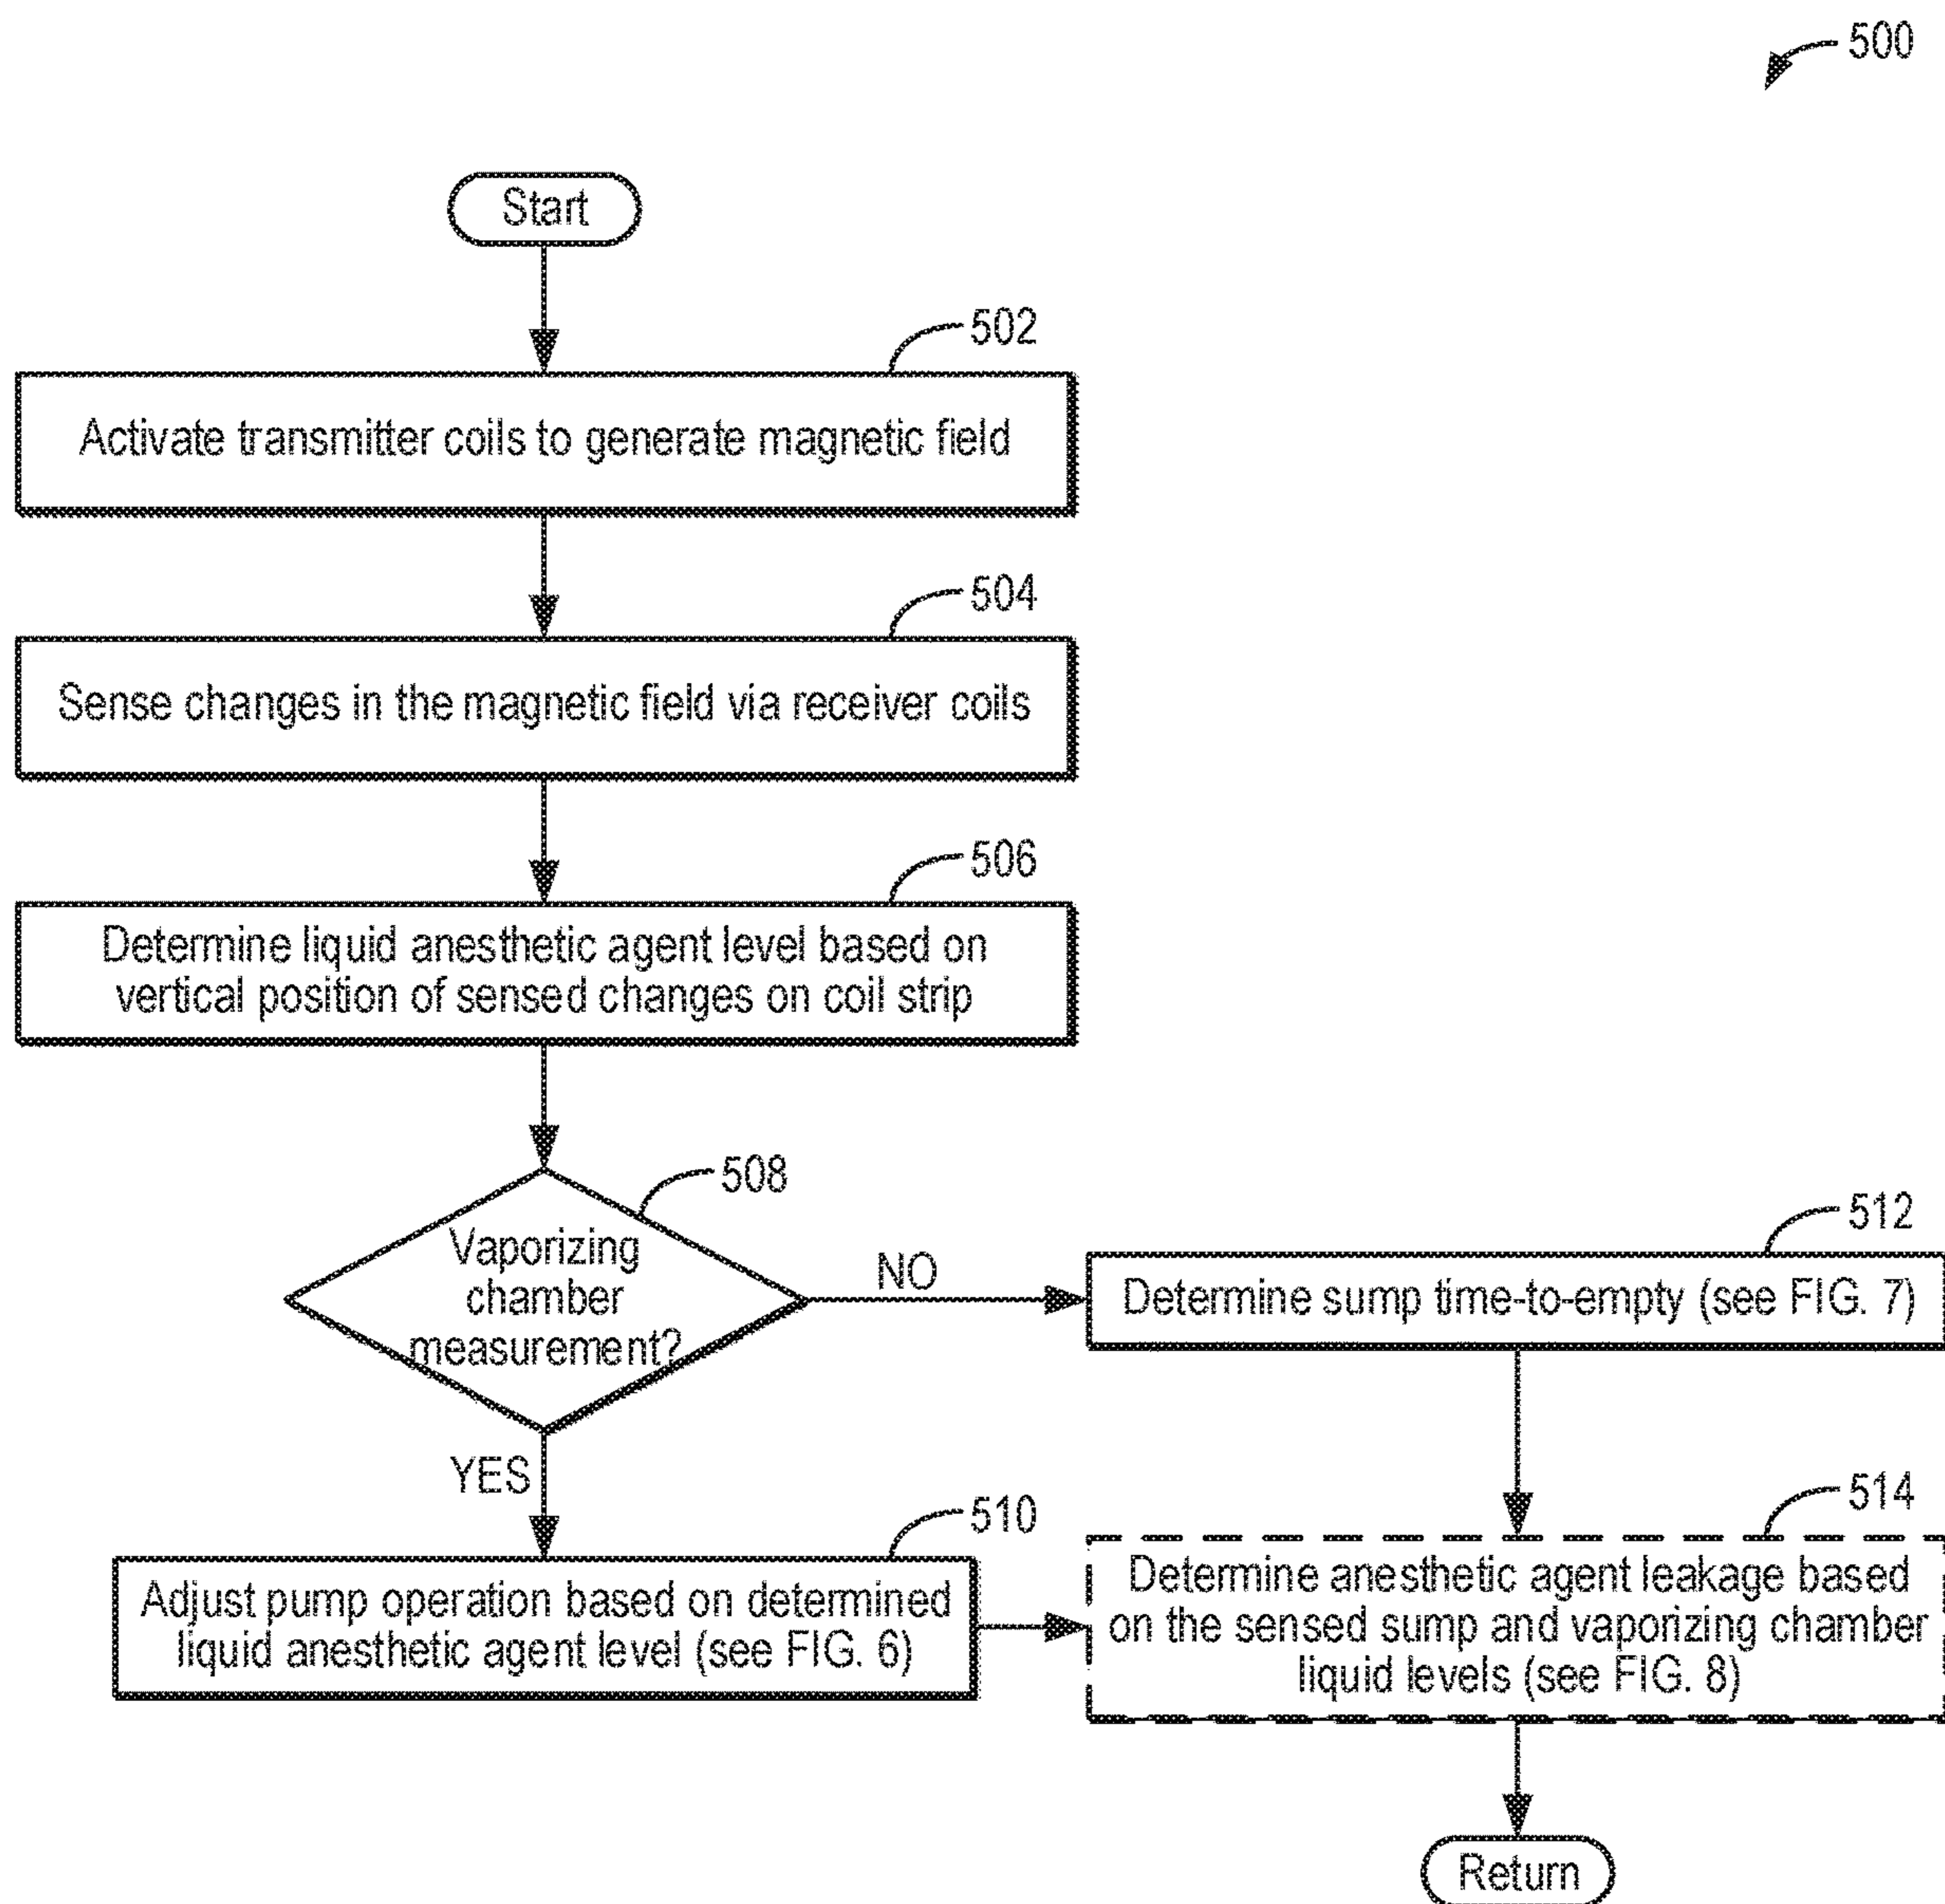 500
Start
502
Activate transmitter coils to generate magnetic field
504
Sense changes in the magnetic field via receiver coils
506
Determine liquid anesthetic agent level based on
vertical position of sensed changes on coil strip
508
Vaporizing
chamber
measurement?
NO
512
Determine sump time-to-empty (see FIG. 7)
YES
510
Adjust pump operation based on determined
liquid anesthetic agent level (see FIG. 6)
514
Determine anesthetic agent leakage based
on the sensed sump and vaporizing chamber
liquid levels (see FIG. 8)
Return